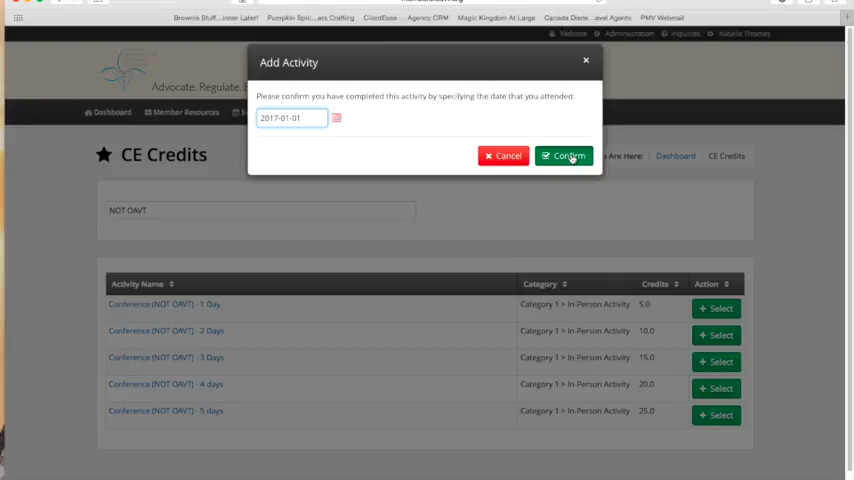 Brownie Stuff...inner Later! Pumpkin Spic...ers Crafting ClientEase ... Agency CRM Magic Kingdom At Large Canada Disne...avel Agents PMV Webmail
Website Administration Inquiries Natalie Thomas
Add Activity
Advocate, Regulate,
Please confirm you have completed this activity by specifying the date that you attended:
Dashboard Member Resources
2017-01-01
Cancel Confirm
CE Credits
Are Here: Dashboard CE Credits
NOT OAVT
Activity Name Category Credits Action
Conference (NOT OAVT) - 1 Day Category 1 > In-Person Activity 5.0 + Select
Conference (NOT OAVT) - 2 Days Category 1 > In-Person Activity 10.0 + Select
Conference (NOT OAVT) - 3 Days Category 1 > In-Person Activity 15.0 + Select
Conference (NOT OAVT) - 4 days Category 1 > In-Person Activity 20.0 + Select
Conference (NOT OAVT) - 5 days Category 1 > In-Person Activity 25.0 + Select